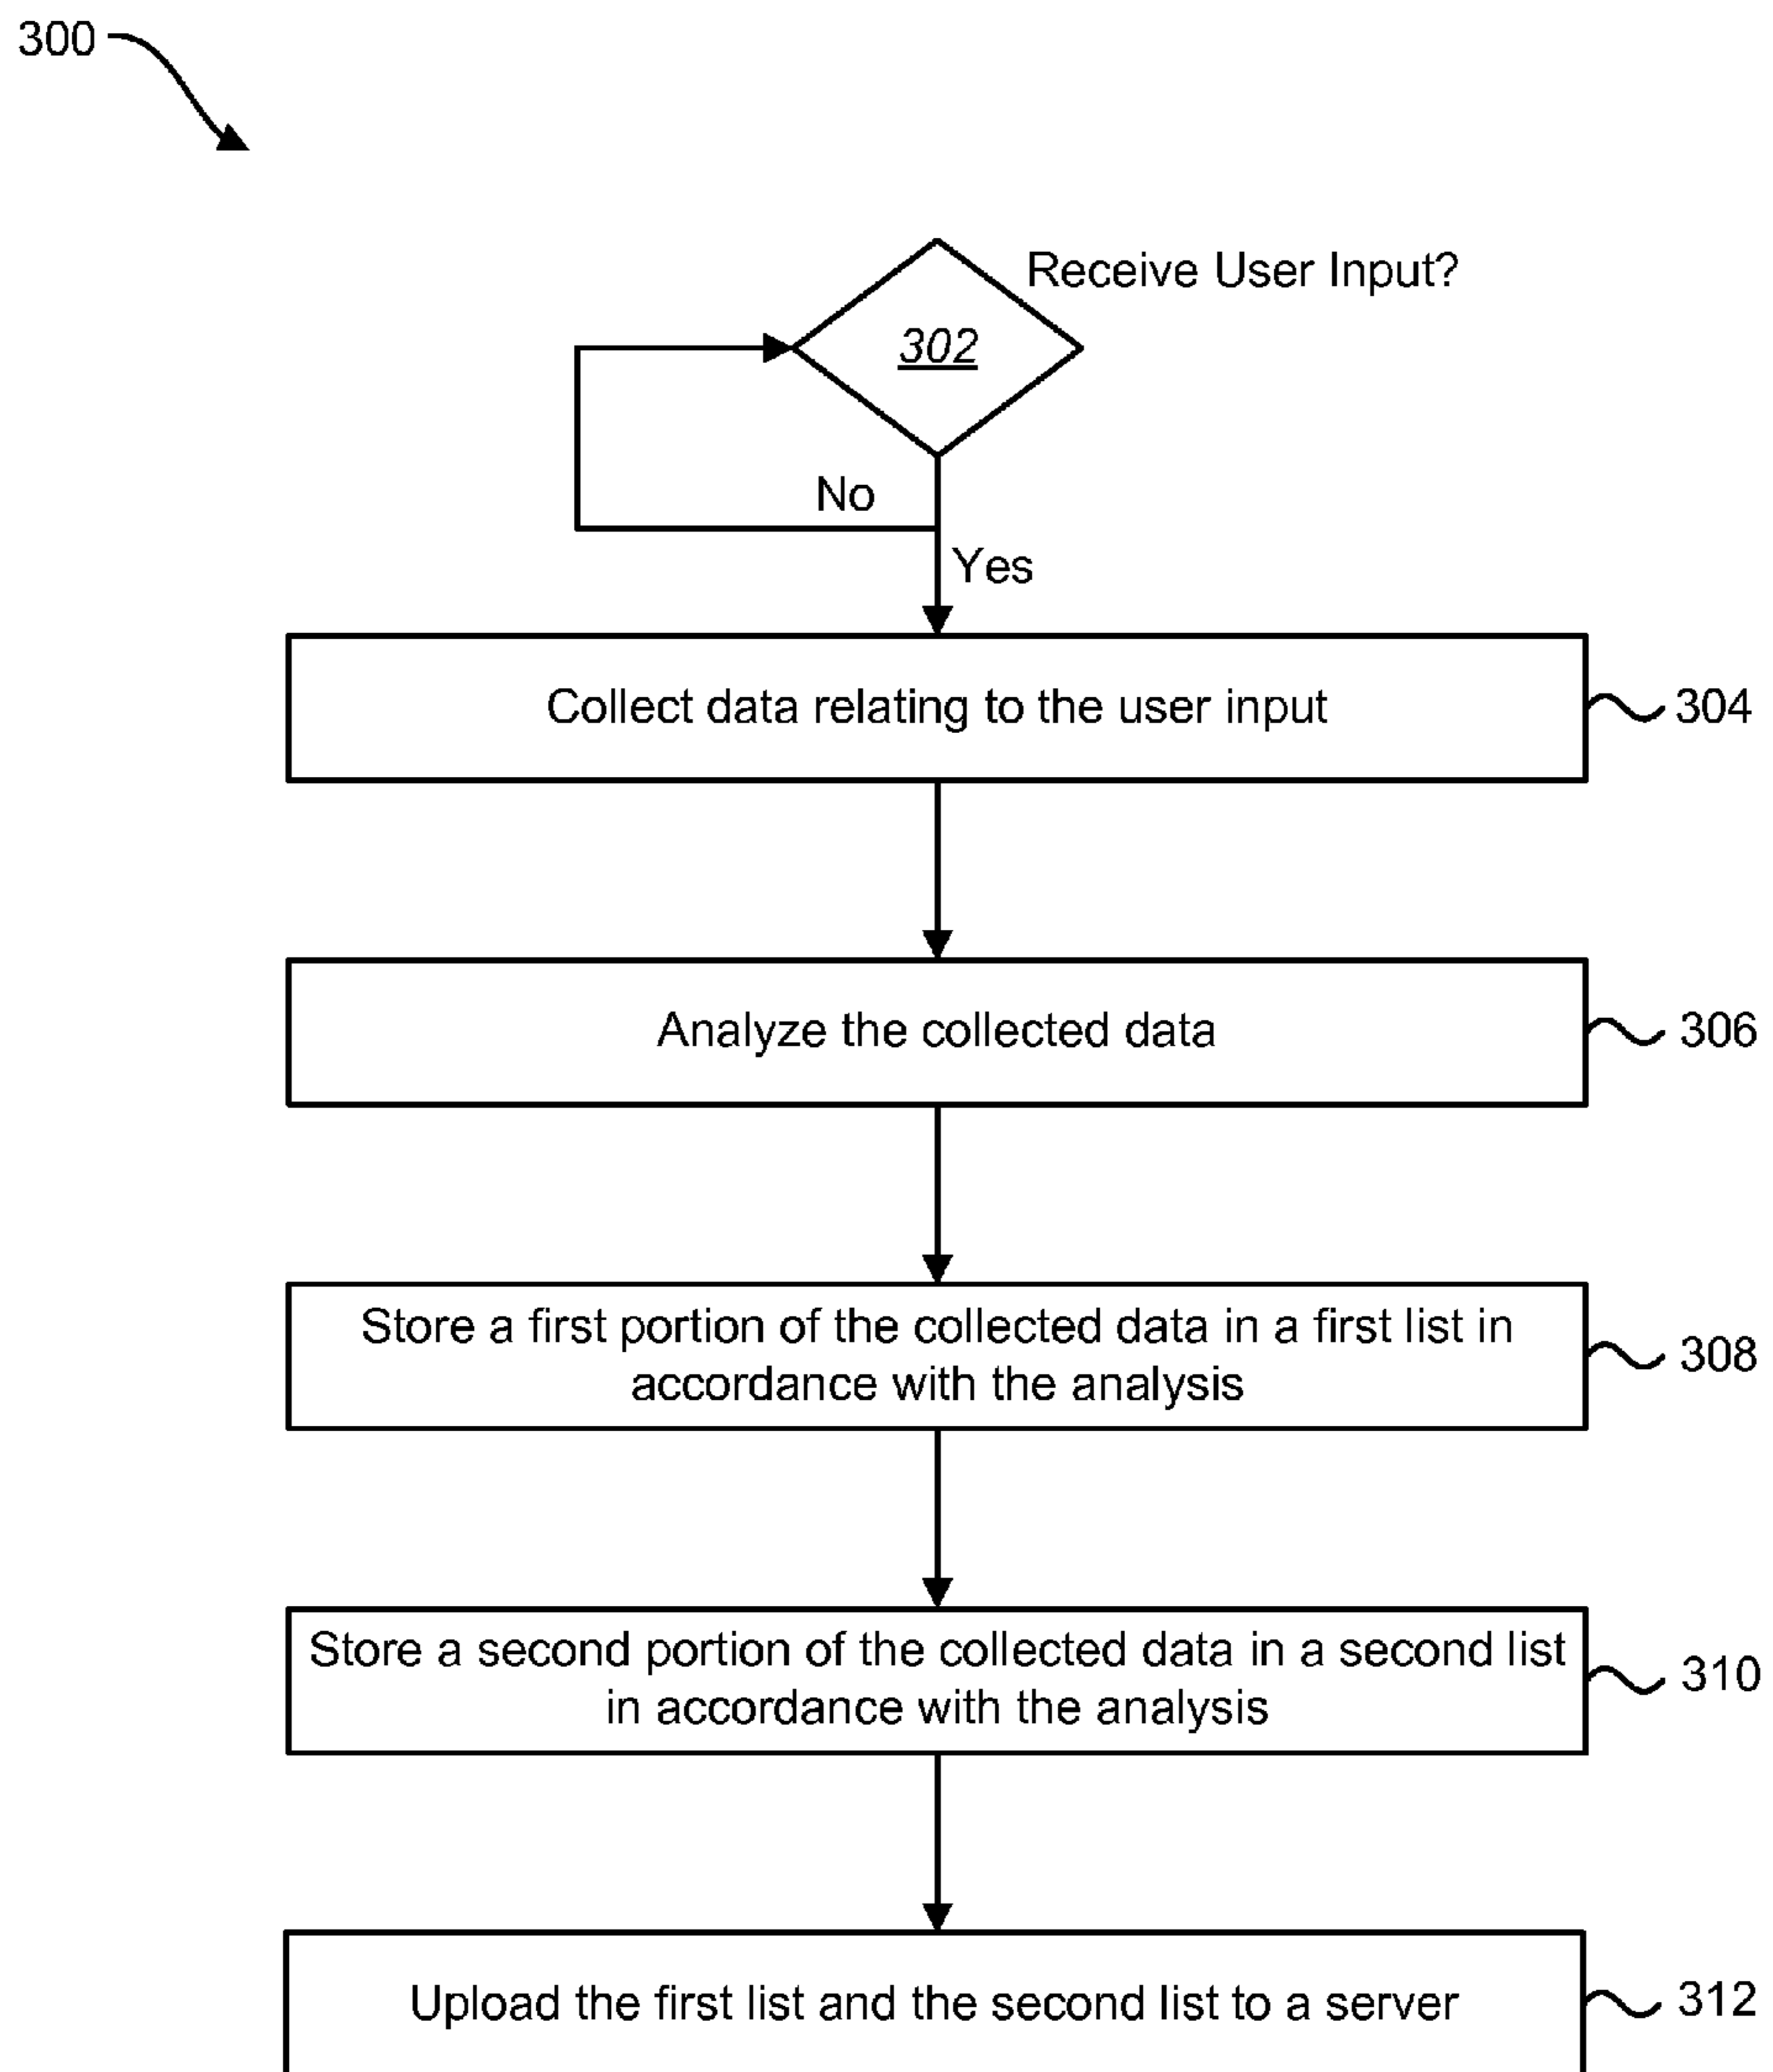 300
Receive User Input?
302
No
Yes
Collect data relating to the user input
304
Analyze the collected data
306
Store a first portion of the collected data in a first list in
accordance with the analysis
308
Store a second portion of the collected data in a second list
in accordance with the analysis
310
Upload the first list and the second list to a server
312